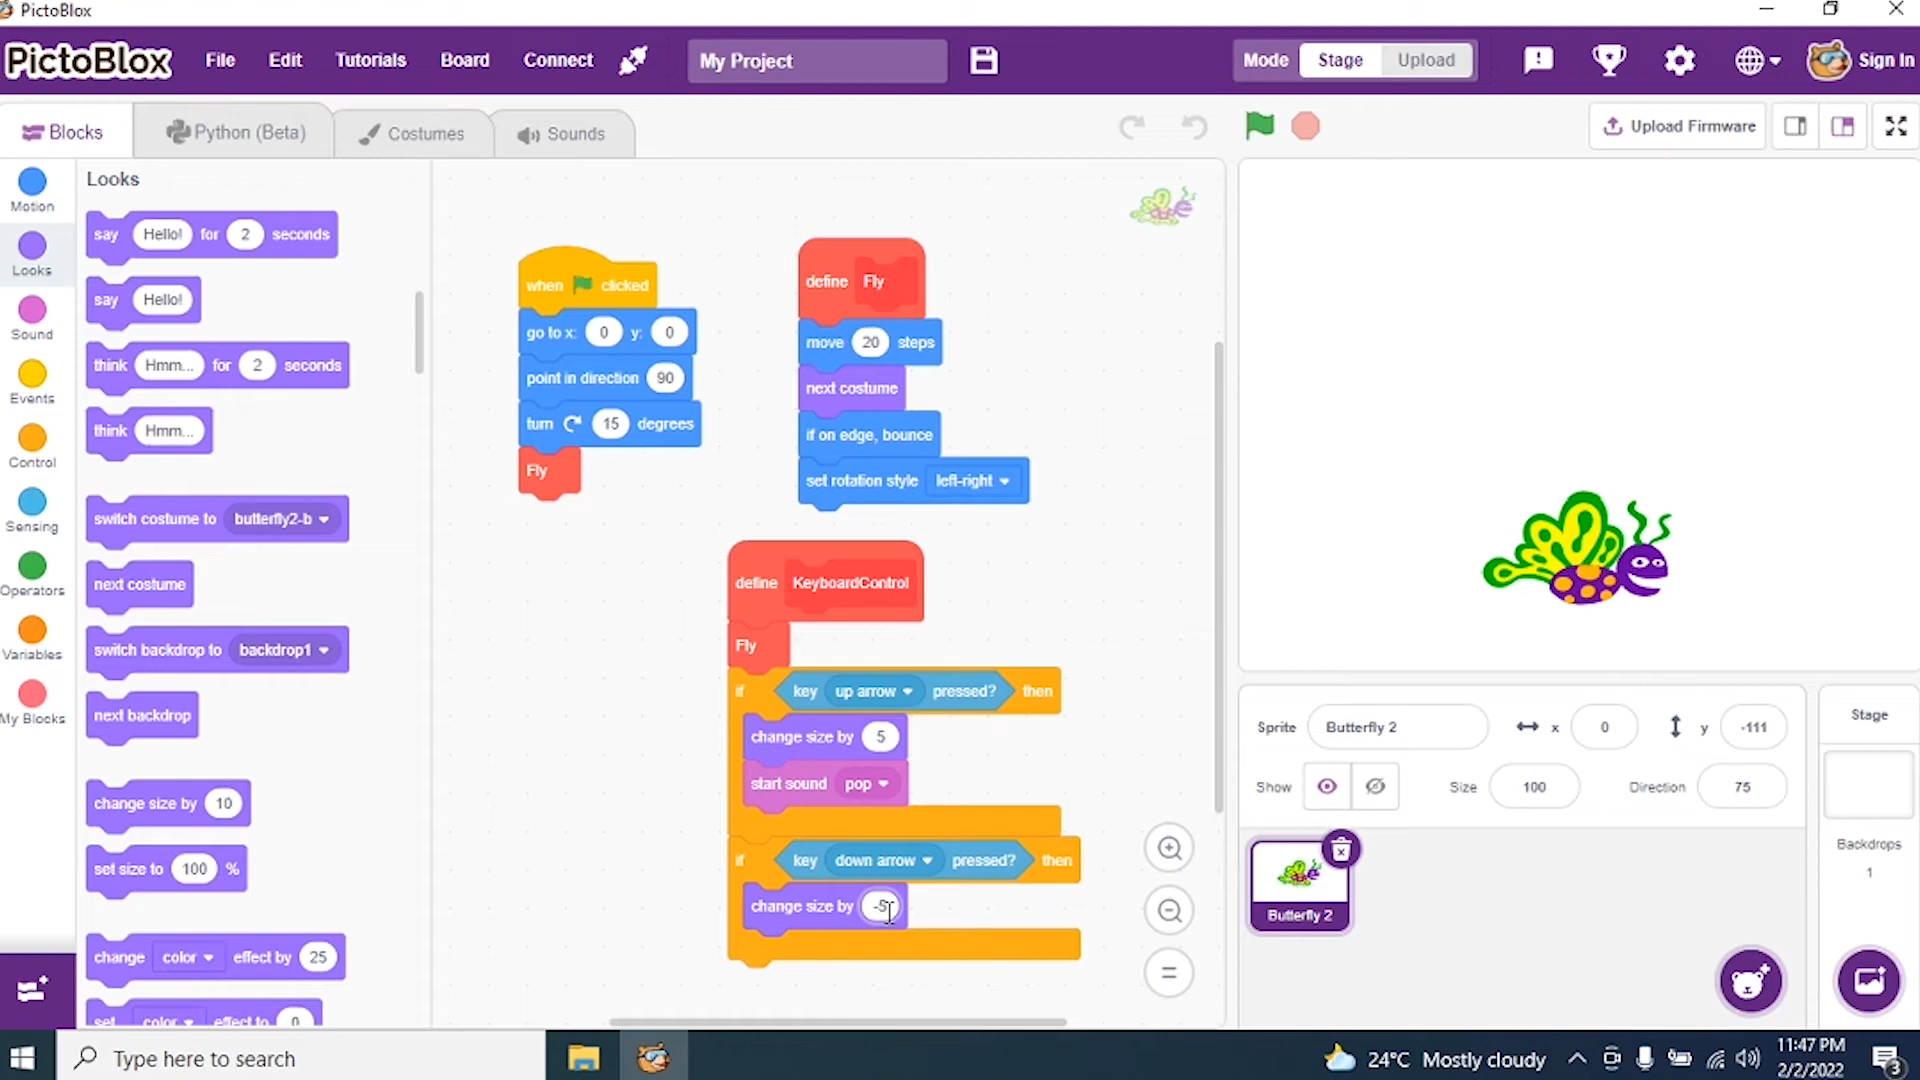 PictoBlox
PictoBlox
File
Edit
Tutorials
Board
Connect
My Project
Mode
Stage
Upload
Sign In
Blocks
Python (Beta)
Costumes
Sounds
Upload Firmware
Motion
Looks
Sound
Events
Control
Sensing
Operators
Variables
My Blocks
Looks
say Hello! for 2 seconds
say Hello!
think Hmm... for 2 seconds
think Hmm...
switch costume to butterfly2-b
next costume
switch backdrop to backdrop1
next backdrop
change size by 10
set size to 100 %
change color effect by 25
set color effect to 0
when clicked
go to x: 0 y: 0
point in direction 90
turn 15 degrees
Fly
define Fly
move 20 steps
next costume
if on edge, bounce
set rotation style left-right
define KeyboardControl
Fly
if key up arrow pressed? then
change size by 5
start sound pop
if key down arrow pressed? then
change size by -5
Sprite Butterfly 2 x 0 y -111
Show Size 100 Direction 75
Butterfly 2
Stage
Backdrops
1
Type here to search
24°C Mostly cloudy
11:47 PM
2/2/2022
3